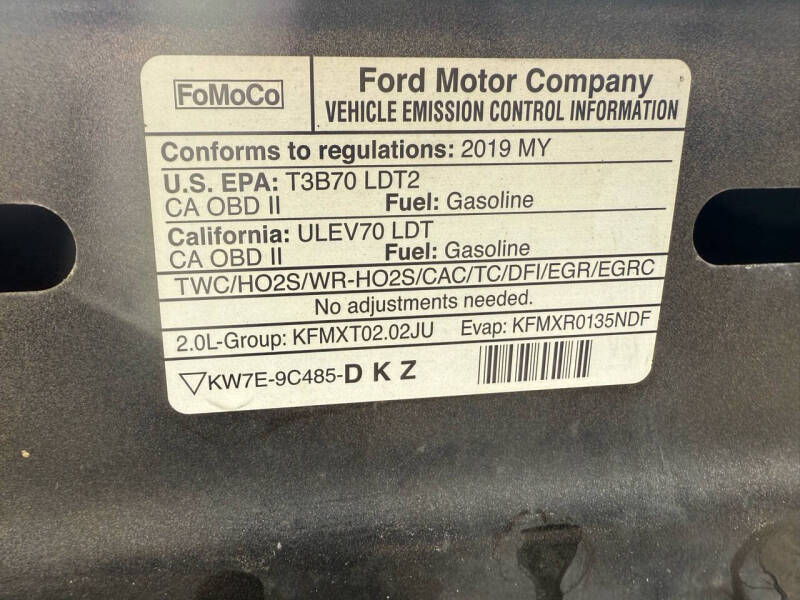 FoMoCo
Ford Motor Company
VEHICLE EMISSION CONTROL INFORMATION
Conforms to regulations: 2019 MY
U.S. EPA: T3B70 LDT2
CA OBD II Fuel: Gasoline
California: ULEV70 LDT
CA OBD II Fuel: Gasoline
TWC/HO2S/WR-HO2S/CAC/TC/DFI/EGR/EGRC
No adjustments needed.
2.0L-Group: KFMXT02.02JU Evap: KFMXR0135NDF
KW7E-9C485-D K Z